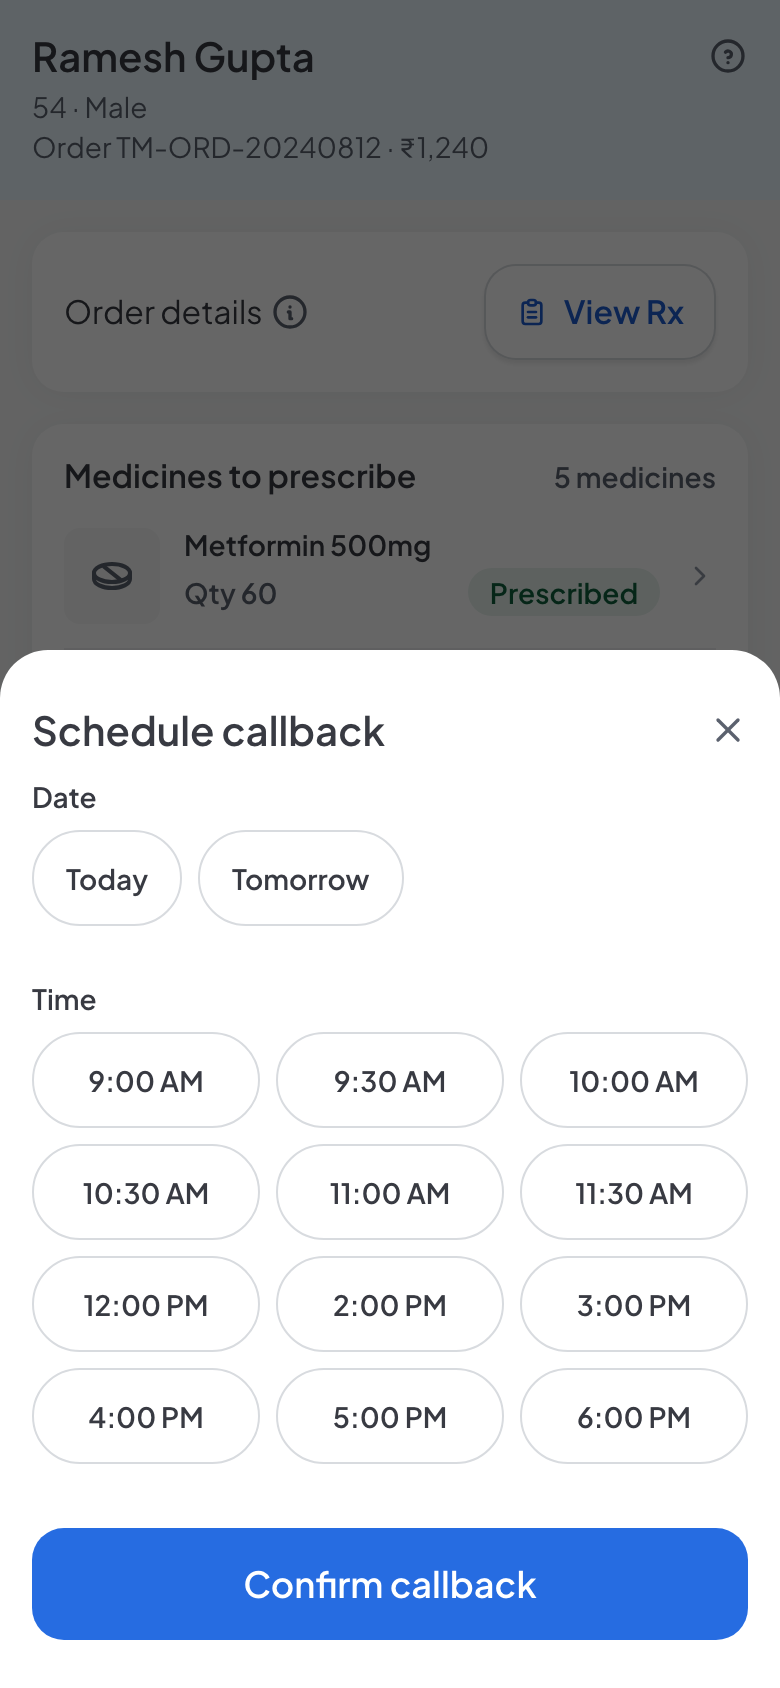 Ramesh Gupta
54 · Male
Order TM-ORD-20240812 · ₹1,240
Order details
View Rx
Medicines to prescribe
5 medicines
Metformin 500mg
Qty 60
Prescribed
Schedule callback
Date
Today
Tomorrow
Time
9:00 AM
9:30 AM
10:00 AM
10:30 AM
11:00 AM
11:30 AM
12:00 PM
2:00 PM
3:00 PM
4:00 PM
5:00 PM
6:00 PM
Confirm callback